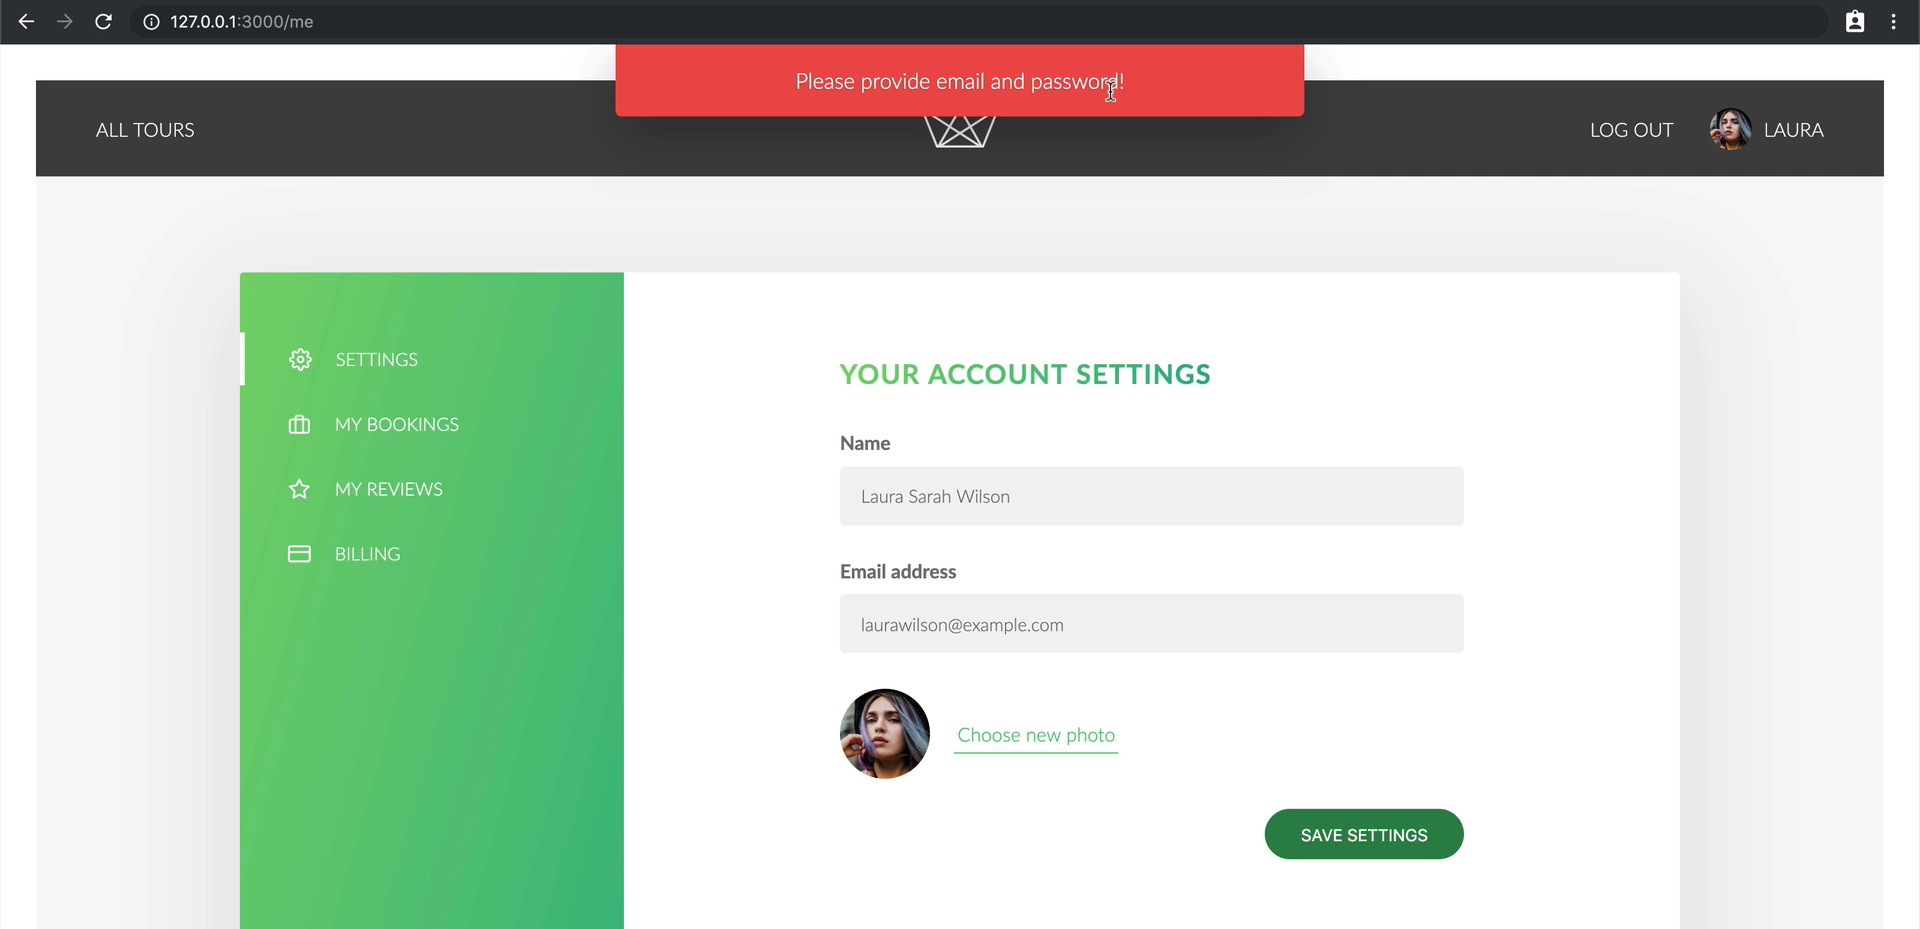 127.0.0.1:3000/me
Please provide email and password!
ALL TOURS
LOG OUT
LAURA
SETTINGS
MY BOOKINGS
MY REVIEWS
BILLING
YOUR ACCOUNT SETTINGS
Name
Laura Sarah Wilson
Email address
laurawilson@example.com
Choose new photo
SAVE SETTINGS